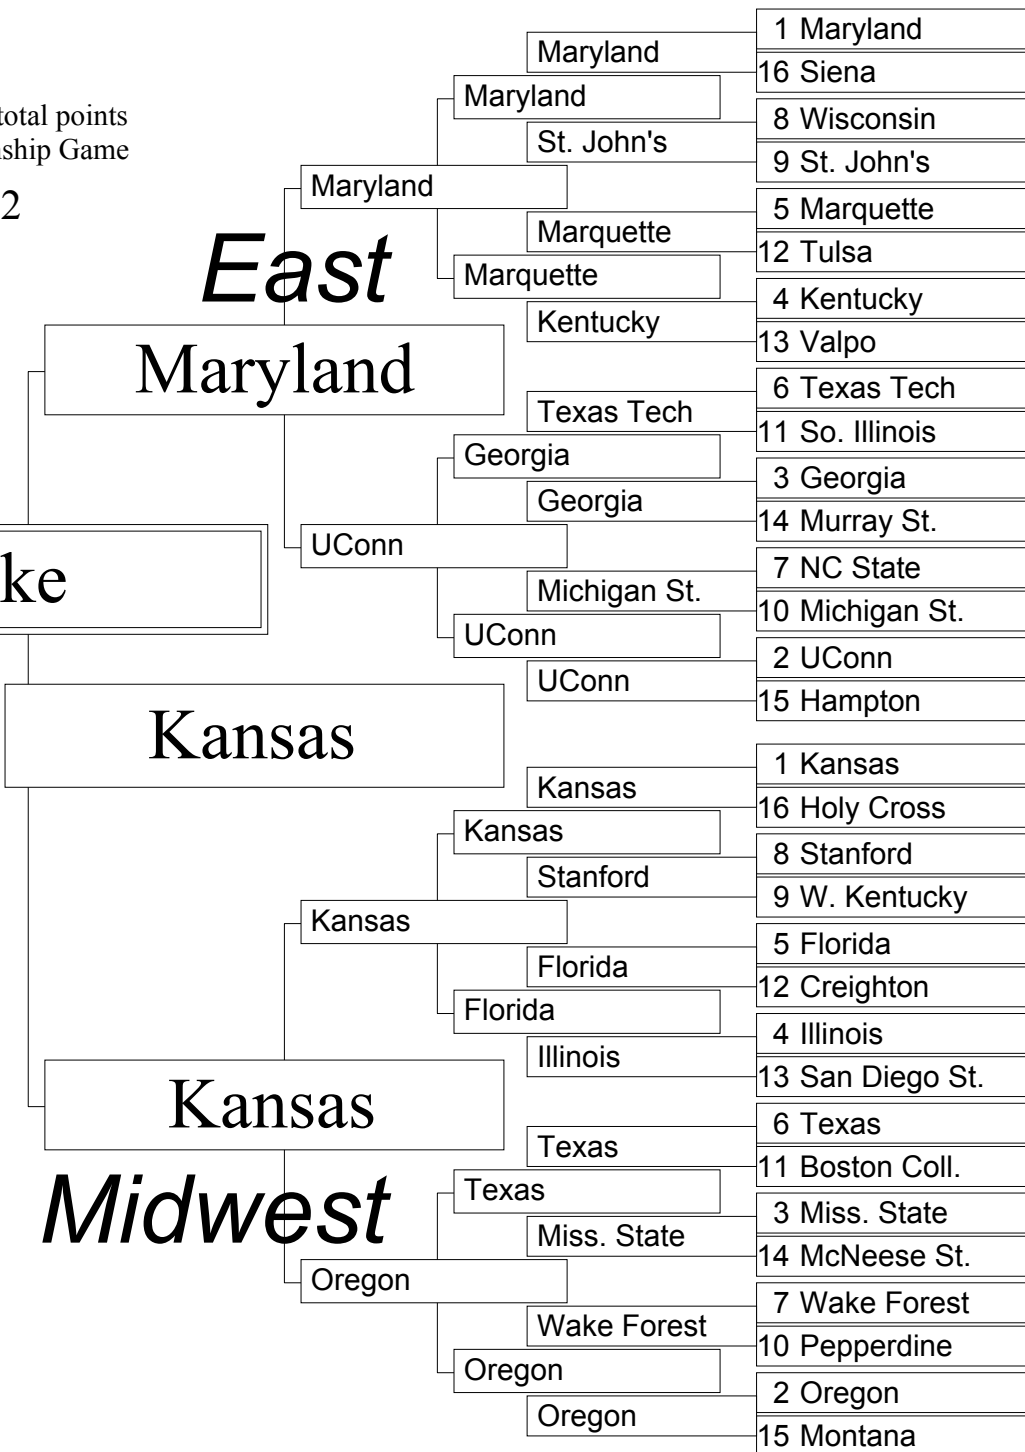 1 Maryland
Maryland
16 Siena
Maryland
total points
8 Wisconsin
St. John's
nship Game
9 St. John's
Maryland
2
5 Marquette
Marquette
12 Tulsa
East
Marquette
4 Kentucky
Kentucky
13 Valpo
Maryland
6 Texas Tech
Texas Tech
11 So. Illinois
Georgia
3 Georgia
Georgia
14 Murray St.
UConn
7 NC State
ke
Michigan St.
10 Michigan St.
UConn
2 UConn
UConn
15 Hampton
Kansas
1 Kansas
Kansas
16 Holy Cross
Kansas
8 Stanford
Stanford
9 W. Kentucky
Kansas
5 Florida
Florida
12 Creighton
Florida
4 Illinois
Illinois
13 San Diego St.
Kansas
6 Texas
Texas
11 Boston Coll.
Texas
Midwest
3 Miss. State
Miss. State
14 McNeese St.
Oregon
7 Wake Forest
Wake Forest
10 Pepperdine
Oregon
2 Oregon
Oregon
15 Montana